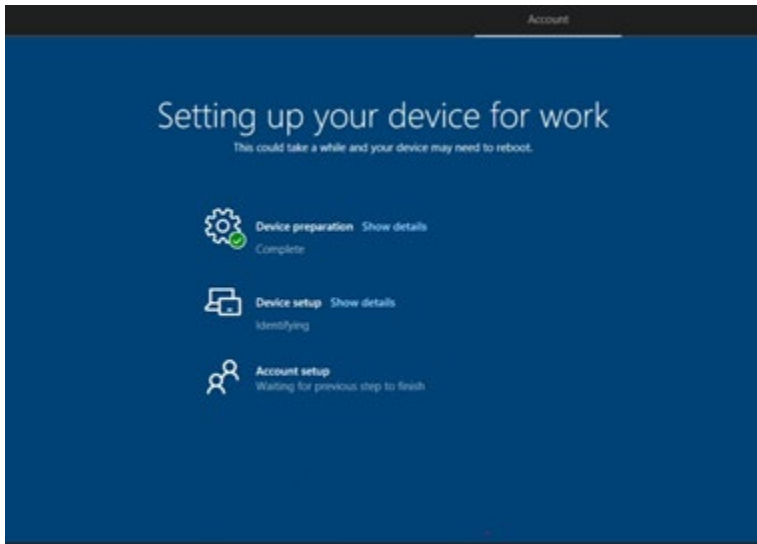 Account
Setting up your device for work
This could take a while and your device may need to reboot.
Device preparation Show details
Complete
Device setup Show details
Identifying
Account setup
Waiting for previous step to finish